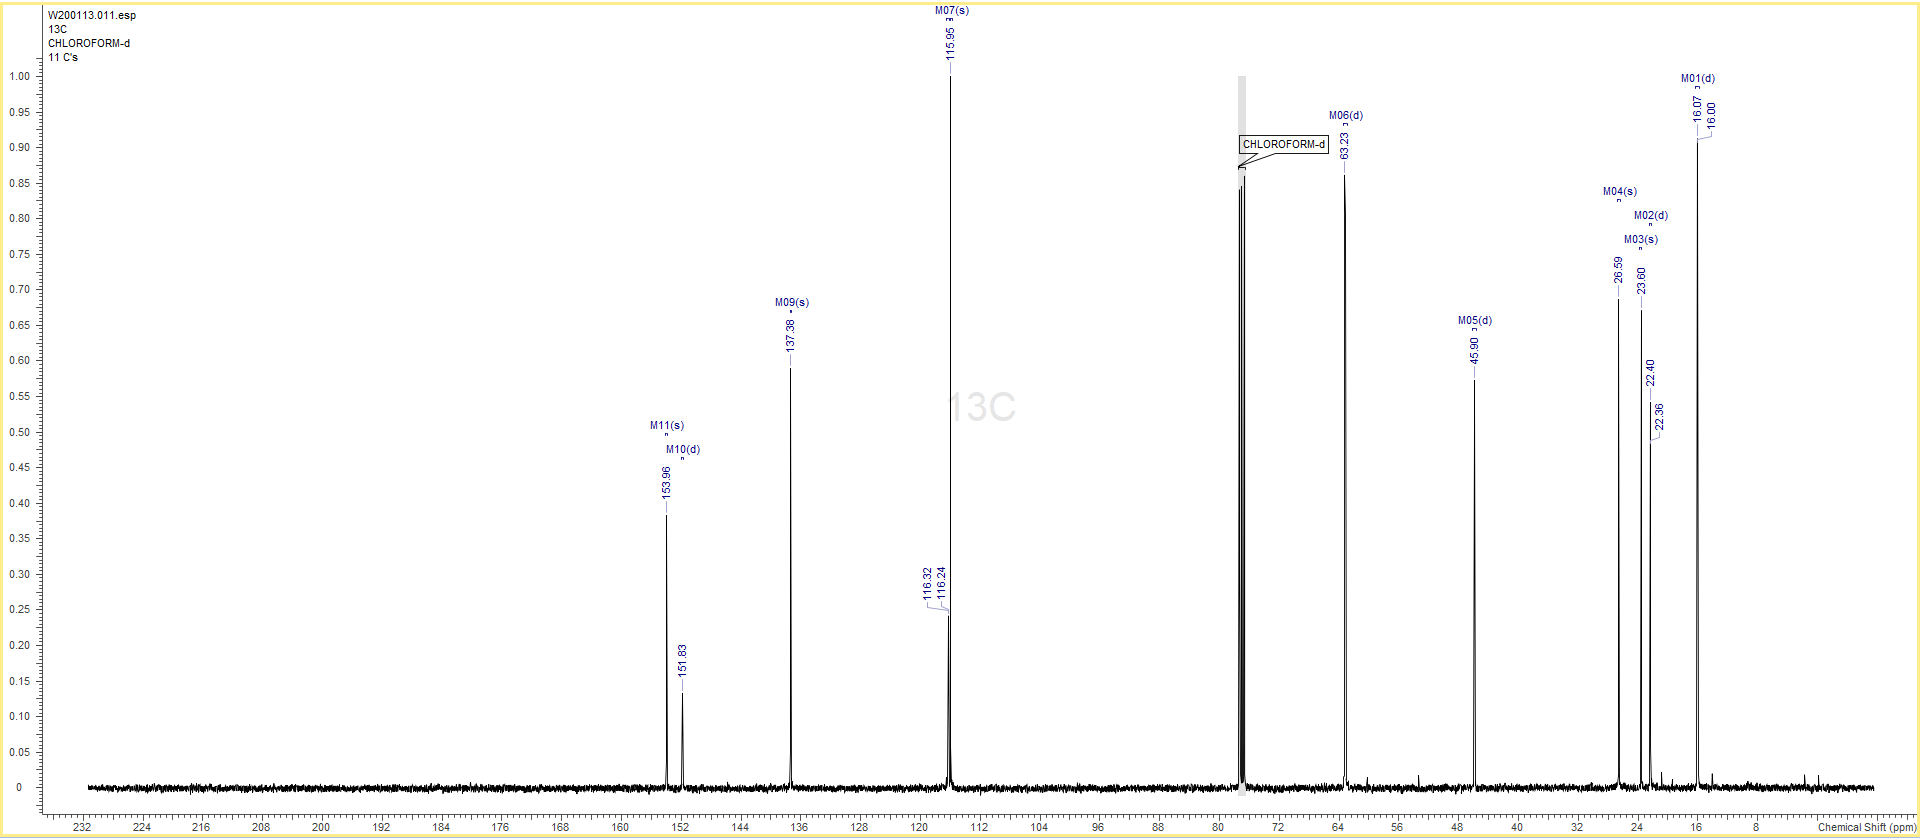 W200113.011.esp
13C
CHLOROFORM-d
11 C's
M07(s)
115.95
M01(d)
16.07
16.00
M06(d)
63.23
CHLOROFORM-d
M04(s)
26.59
M02(d)
22.40
22.36
M03(s)
23.60
M05(d)
45.90
M09(s)
137.38
M11(s)
153.96
M10(d)
151.83
116.32
116.24
13C
1.00
0.95
0.90
0.85
0.80
0.75
0.70
0.65
0.60
0.55
0.50
0.45
0.40
0.35
0.30
0.25
0.20
0.15
0.10
0.05
0
232 224 216 208 200 192 184 176 168 160 152 144 136 128 120 112 104 96 88 80 72 64 56 48 40 32 24 16 8 Chemical Shift (ppm)